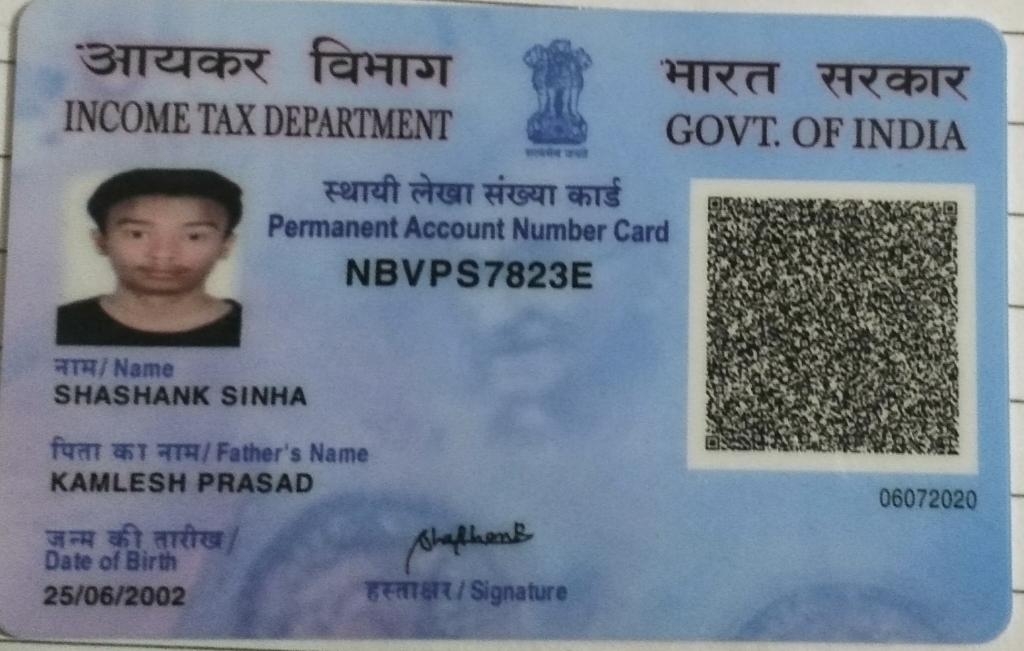 आयकर विभाग
INCOME TAX DEPARTMENT
सत्यमेव जयते
भारत सरकार
GOVT. OF INDIA
स्थायी लेखा संख्या कार्ड
Permanent Account Number Card
NBVPS7823E
नाम/ Name
SHASHANK SINHA
पिता का नाम/ Father's Name
KAMLESH PRASAD
06072020
जन्म की तारीख/
Date of Birth
25/06/2002
Shashank
हस्ताक्षर/ Signature